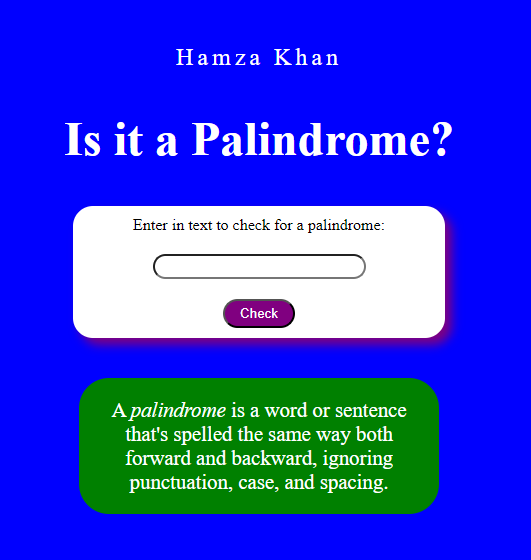 Hamza Khan
Is it a Palindrome?
Enter in text to check for a palindrome:
Check
A palindrome is a word or sentence
that's spelled the same way both
forward and backward, ignoring
punctuation, case, and spacing.